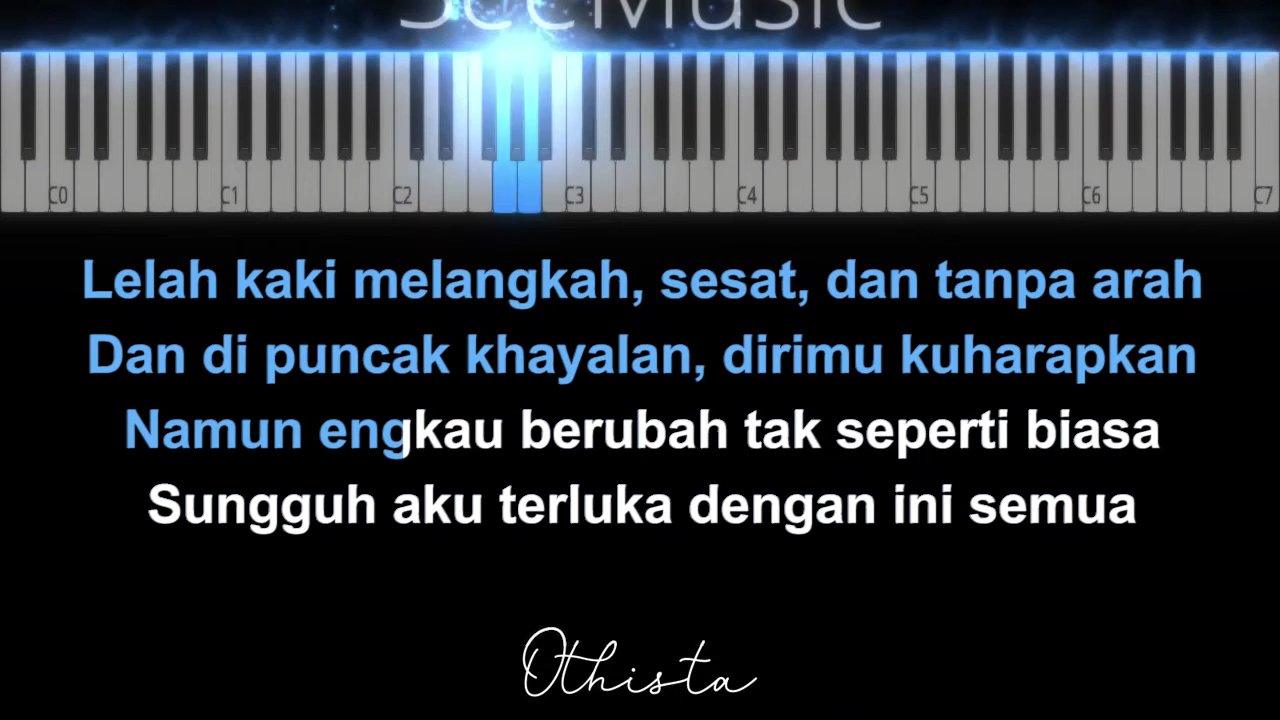 SeeMusic
C0 C1 C2 C3 C4 C5 C6 C7
Lelah kaki melangkah, sesat, dan tanpa arah
Dan di puncak khayalan, dirimu kuharapkan
Namun engkau berubah tak seperti biasa
Sungguh aku terluka dengan ini semua
Othista